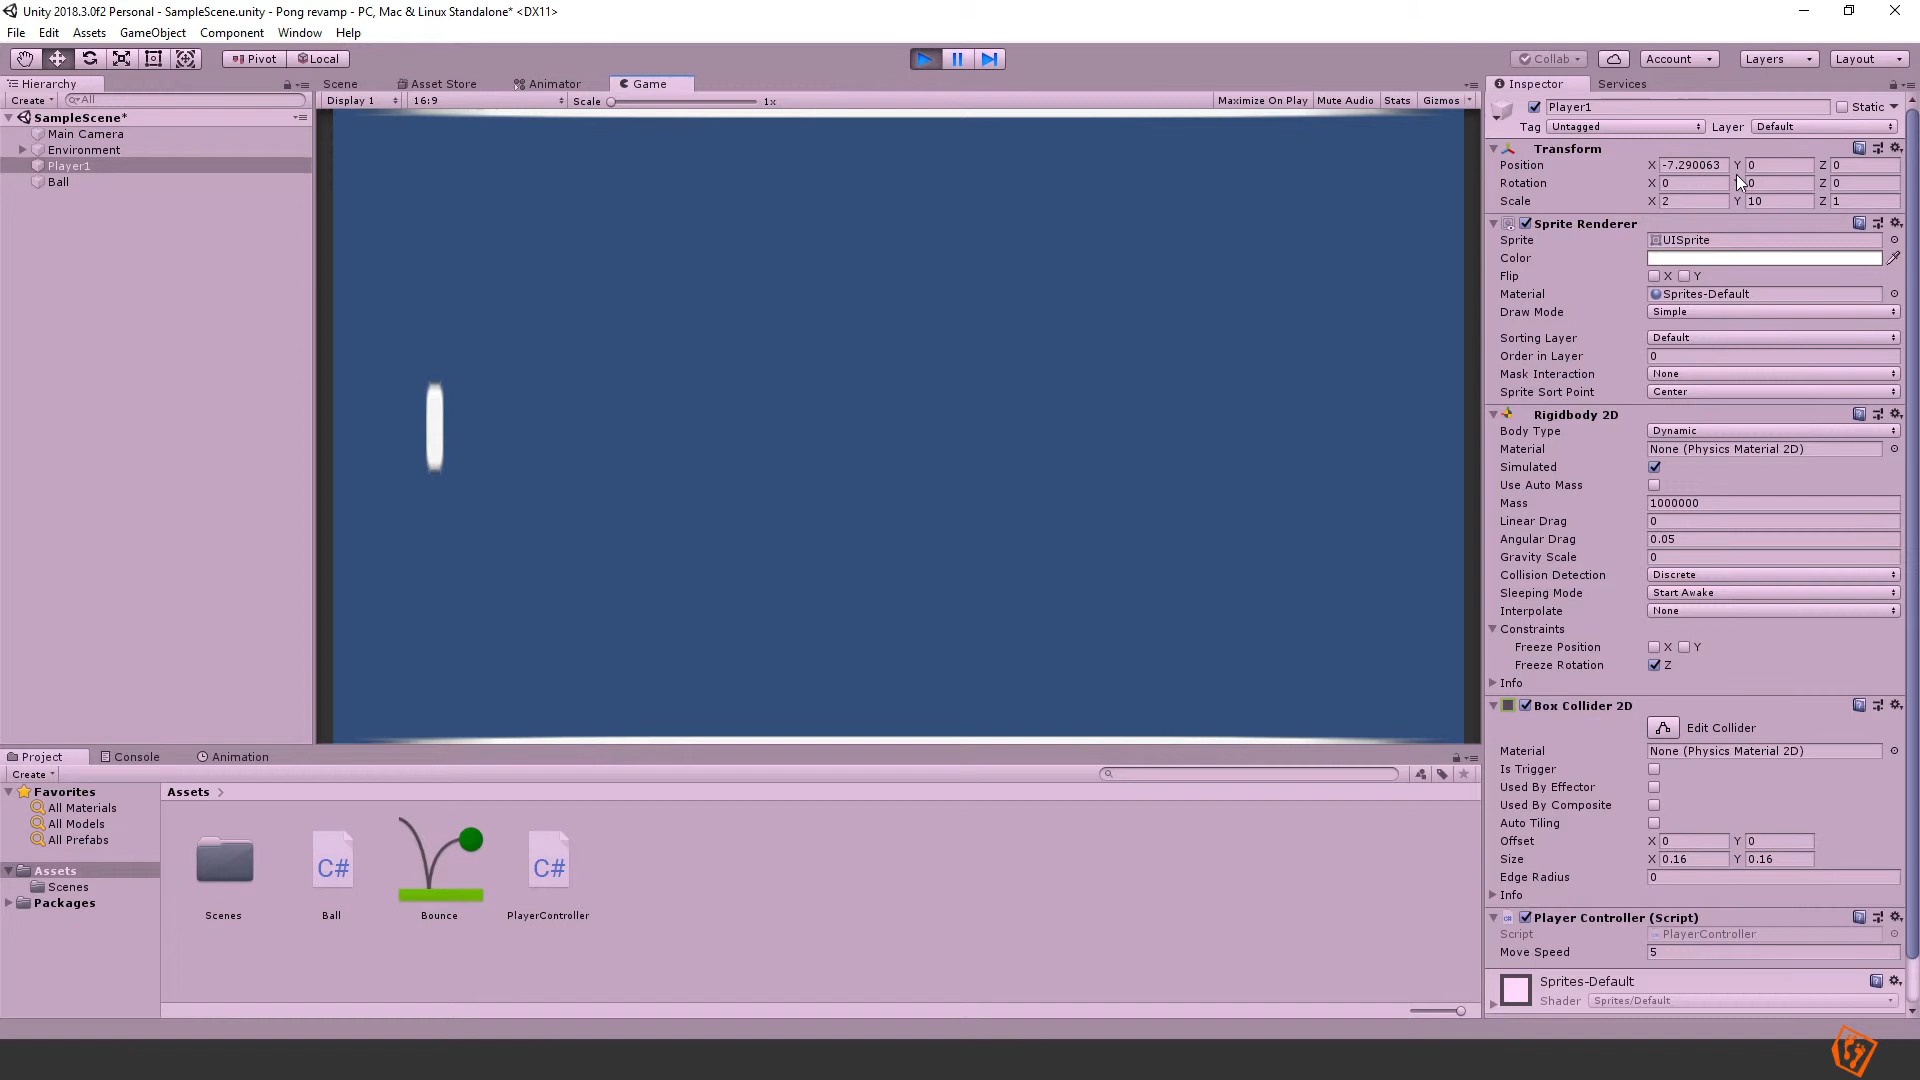 Unity 2018.3.0f2 Personal - SampleScene.unity - Pong revamp - PC, Mac & Linux Standalone* <DX11>
File Edit Assets GameObject Component Window Help
Pivot Local Collab Account Layers Layout
Hierarchy
Create All
SampleScene*
Main Camera
Environment
Player1
Ball
Scene Asset Store Animator Game
Display 1 16:9 Scale 1x Maximize On Play Mute Audio Stats Gizmos
Inspector Services
Player1 Static
Tag Untagged Layer Default
Transform
Position X -7.290063 Y 0 Z 0
Rotation X 0 0 Z 0
Scale X 2 Y 10 Z 1
Sprite Renderer
Sprite UISprite
Color
Flip X Y
Material Sprites-Default
Draw Mode Simple
Sorting Layer Default
Order in Layer 0
Mask Interaction None
Sprite Sort Point Center
Rigidbody 2D
Body Type Dynamic
Material None (Physics Material 2D)
Simulated
Use Auto Mass
Mass 1000000
Linear Drag 0
Angular Drag 0.05
Gravity Scale 0
Collision Detection Discrete
Sleeping Mode Start Awake
Interpolate None
Constraints
Freeze Position X Y
Freeze Rotation Z
Info
Box Collider 2D
Edit Collider
Material None (Physics Material 2D)
Is Trigger
Used By Effector
Used By Composite
Auto Tiling
Offset X 0 Y 0
Size X 0.16 Y 0.16
Edge Radius 0
Info
Player Controller (Script)
Script PlayerController
Move Speed 5
Sprites-Default
Shader Sprites/Default
Project Console Animation
Create
Favorites
All Materials
All Models
All Prefabs
Assets
Scenes
Packages
Assets
C# C#
Scenes Ball Bounce PlayerController